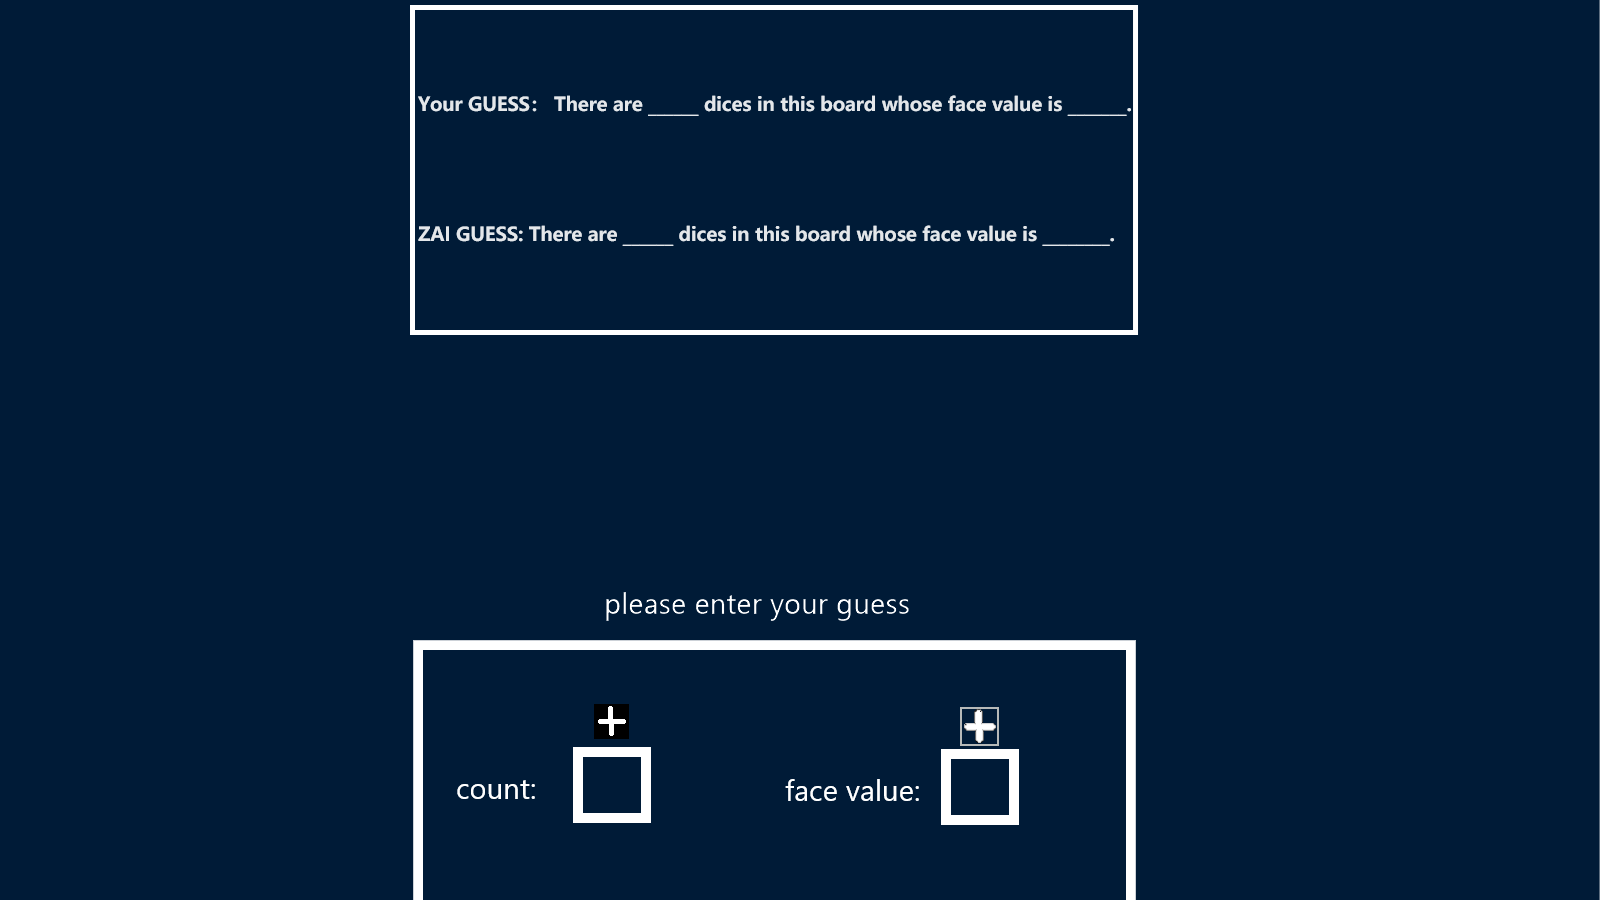 Your GUESS: There are _____ dices in this board whose face value is ______.
ZAI GUESS: There are _____ dices in this board whose face value is _______.
please enter your guess
count:
face value: